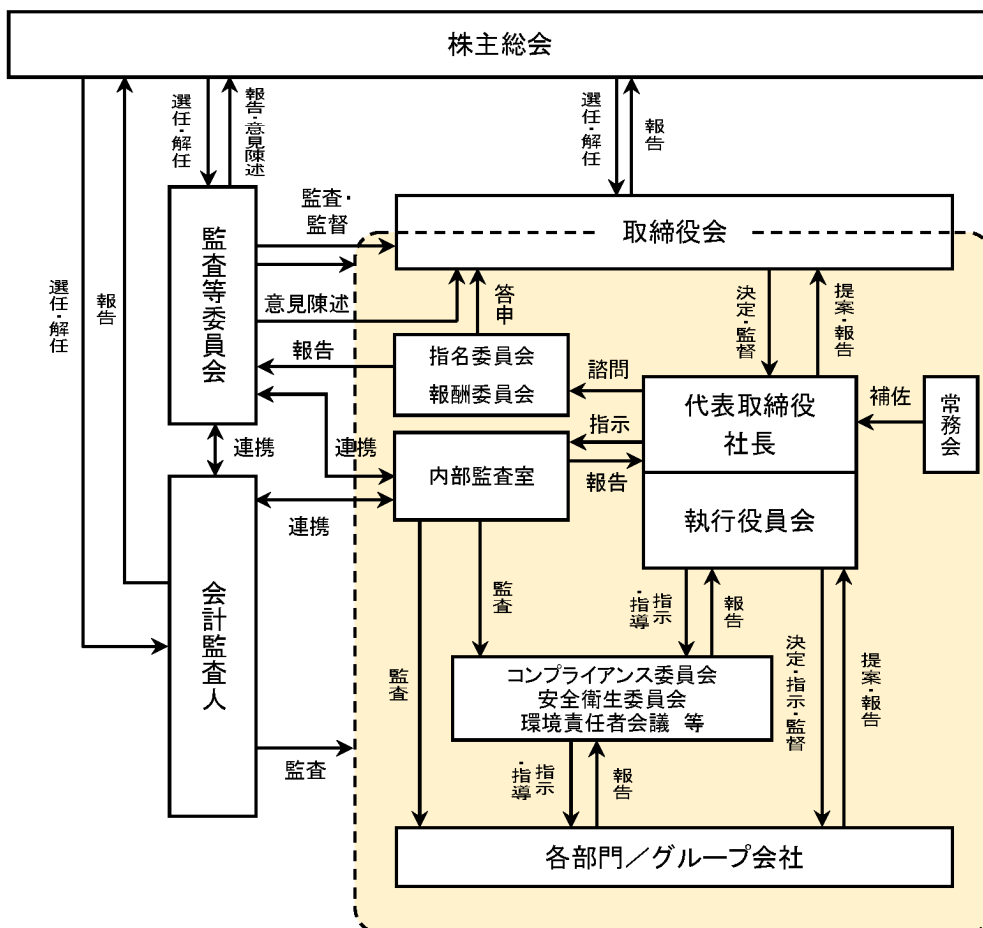 株主総会
選任・解任
報告
選任・解任
報告・意見陳述
選任・解任
報告
監査等委員会
監査・
監督
取締役会
意見陳述
答申
決定・監督
提案・報告
報告
指名委員会
報酬委員会
諮問
代表取締役
社長
補佐
常務会
指示
連携
連携
内部監査室
報告
執行役員会
連携
会計監査人
監査
監査
指示
・指導
報告
決定・指示・監督
提案・報告
コンプライアンス委員会
安全衛生委員会
環境責任者会議 等
監査
指示
・指導
報告
各部門／グループ会社